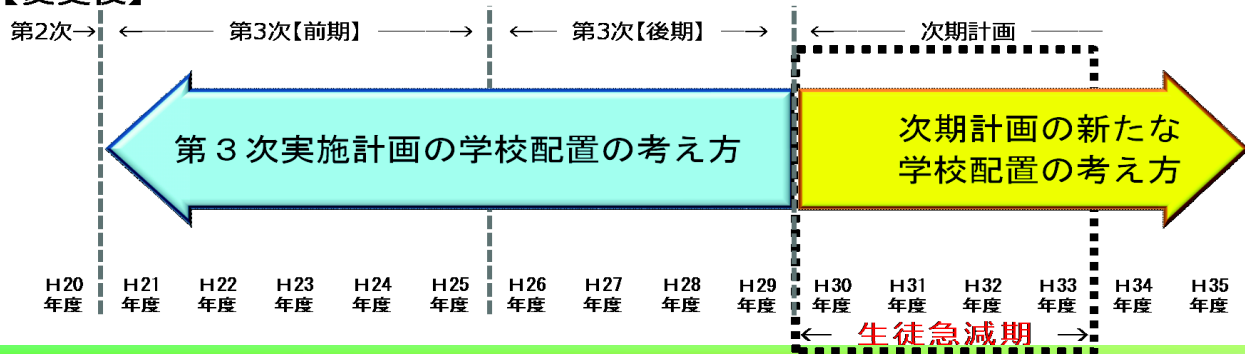 第2次→ ←―― 第3次【前期】 ――→ ←― 第3次【後期】 ―→ ←―― 次期計画 ――
第３次実施計画の学校配置の考え方
次期計画の新たな
学校配置の考え方
H20 H21 H22 H23 H24 H25 H26 H27 H28 H29 H30 H31 H32 H33 H34 H35
年度 年度 年度 年度 年度 年度 年度 年度 年度 年度 年度 年度 年度 年度 年度 年度
← 生徒急減期 →